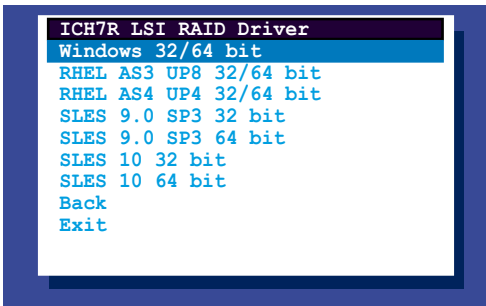 ICH7R LSI RAID Driver
Windows 32/64 bit
RHEL AS3 UP8 32/64 bit
RHEL AS4 UP4 32/64 bit
SLES 9.0 SP3 32 bit
SLES 9.0 SP3 64 bit
SLES 10 32 bit
SLES 10 64 bit
Back
Exit